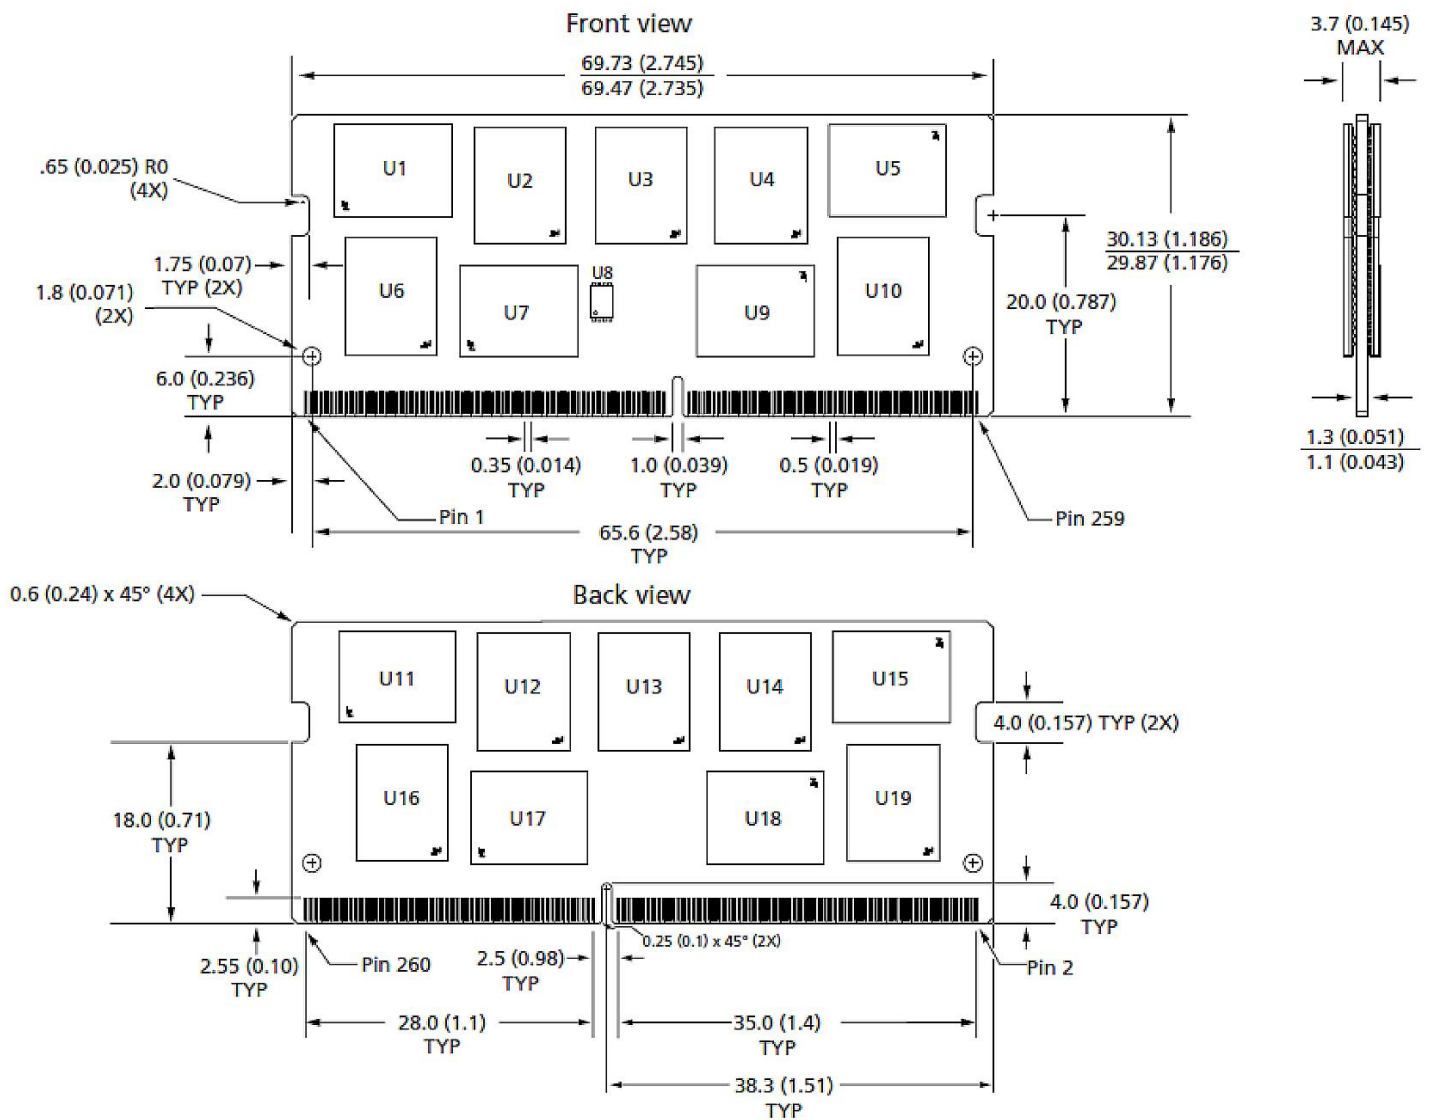 Front view
3.7 (0.145)
MAX
69.73 (2.745)
69.47 (2.735)
U1
U2
U3
U4
U5
.65 (0.025) R0
(4X)
30.13 (1.186)
29.87 (1.176)
1.75 (0.07)
TYP (2X)
U6
U7
U8
U9
U10
1.8 (0.071)
(2X)
20.0 (0.787)
TYP
6.0 (0.236)
TYP
0.35 (0.014)
TYP
1.0 (0.039)
TYP
0.5 (0.019)
TYP
1.3 (0.051)
1.1 (0.043)
2.0 (0.079)
TYP
Pin 1
65.6 (2.58)
TYP
Pin 259
0.6 (0.24) x 45° (4X)
Back view
U11
U12
U13
U14
U15
4.0 (0.157) TYP (2X)
U16
U17
U18
U19
18.0 (0.71)
TYP
4.0 (0.157)
TYP
0.25 (0.1) x 45° (2X)
2.55 (0.10)
TYP
Pin 260
2.5 (0.98)
TYP
Pin 2
28.0 (1.1)
TYP
35.0 (1.4)
TYP
38.3 (1.51)
TYP